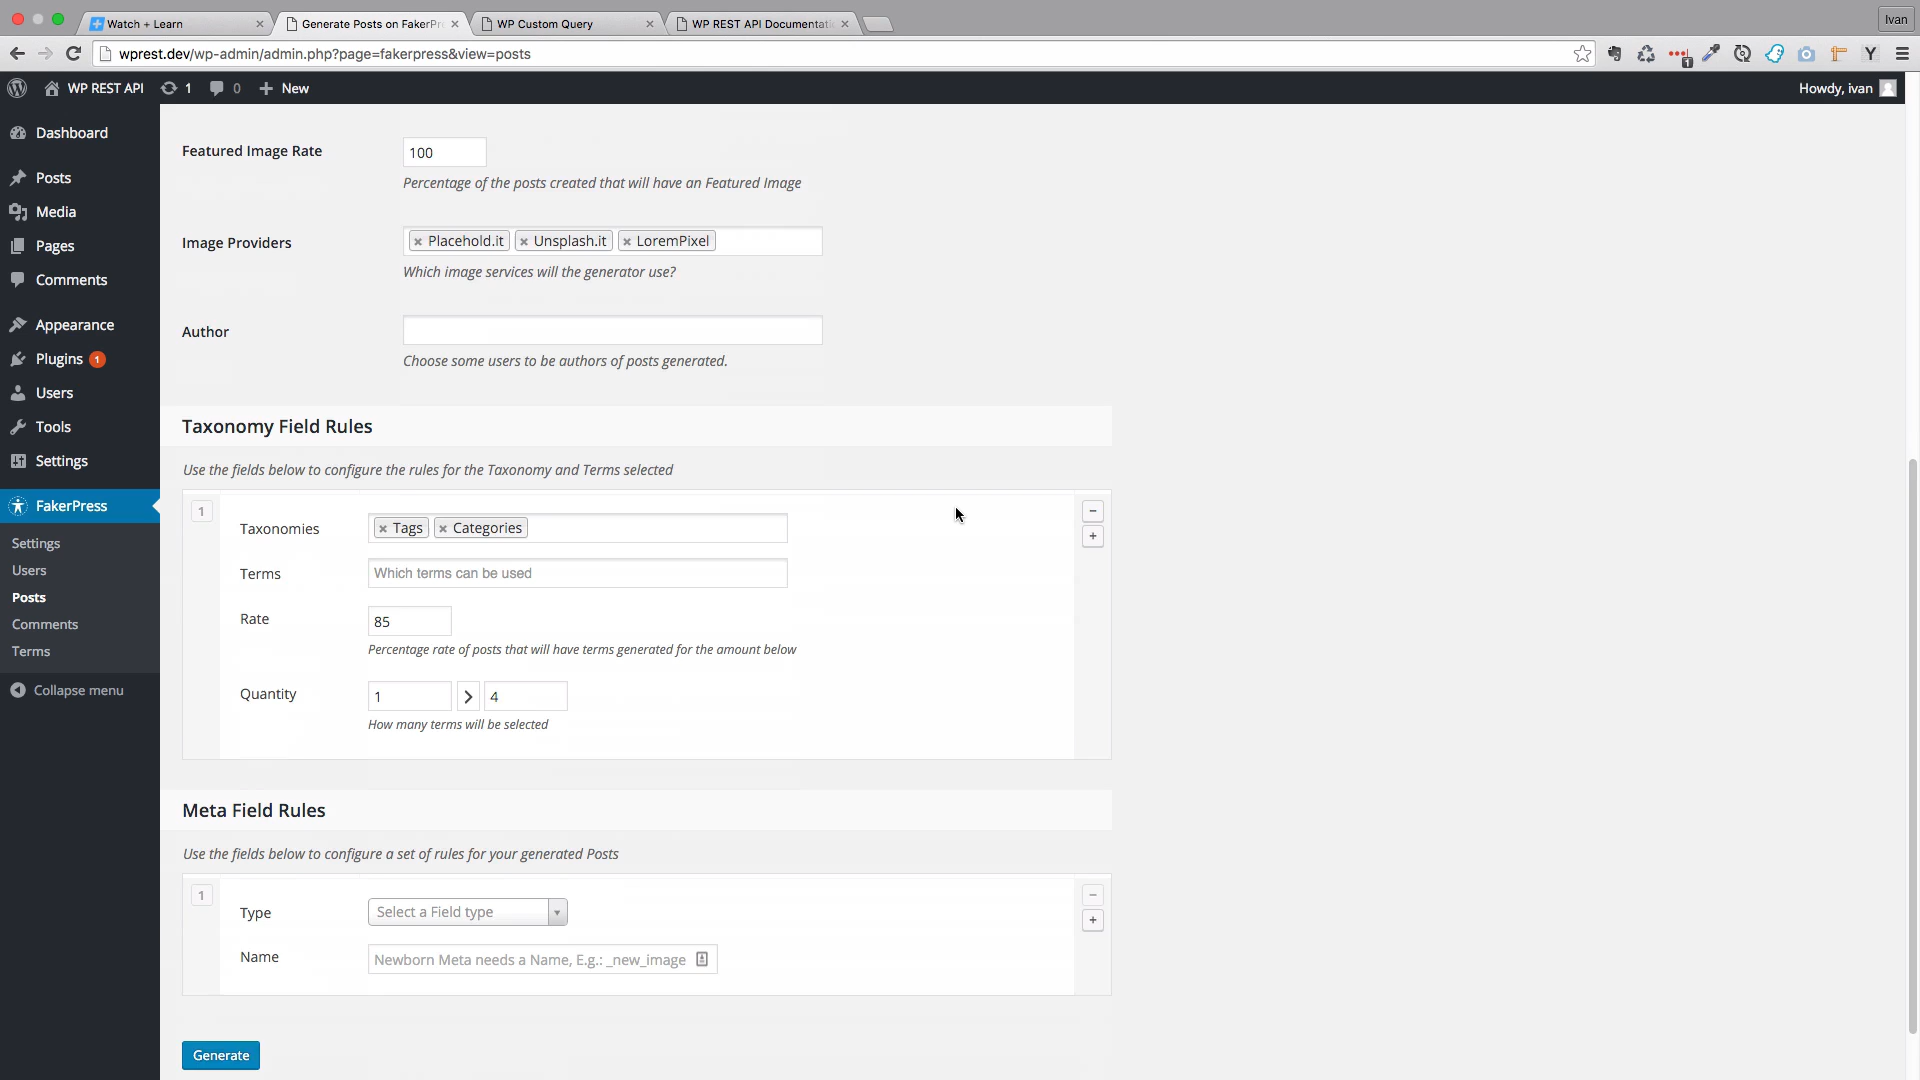 Watch + Learn
Generate Posts on FakerPr
WP Custom Query
WP REST API Documentati
Ivan
wprest.dev/wp-admin/admin.php?page=fakerpress&view=posts
1
WP REST API
1
0
New
Howdy, ivan
Dashboard
Posts
Media
Pages
Comments
Appearance
Plugins 1
Users
Tools
Settings
FakerPress
Settings
Users
Posts
Comments
Terms
Collapse menu
Featured Image Rate
100
Percentage of the posts created that will have an Featured Image
Image Providers
× Placehold.it × Unsplash.it × LoremPixel
Which image services will the generator use?
Author
Choose some users to be authors of posts generated.
Taxonomy Field Rules
Use the fields below to configure the rules for the Taxonomy and Terms selected
1
Taxonomies
× Tags × Categories
−
+
Terms
Which terms can be used
Rate
85
Percentage rate of posts that will have terms generated for the amount below
Quantity
1
4
How many terms will be selected
Meta Field Rules
Use the fields below to configure a set of rules for your generated Posts
1
Type
Select a Field type
−
+
Name
Newborn Meta needs a Name, E.g.: _new_image
Generate